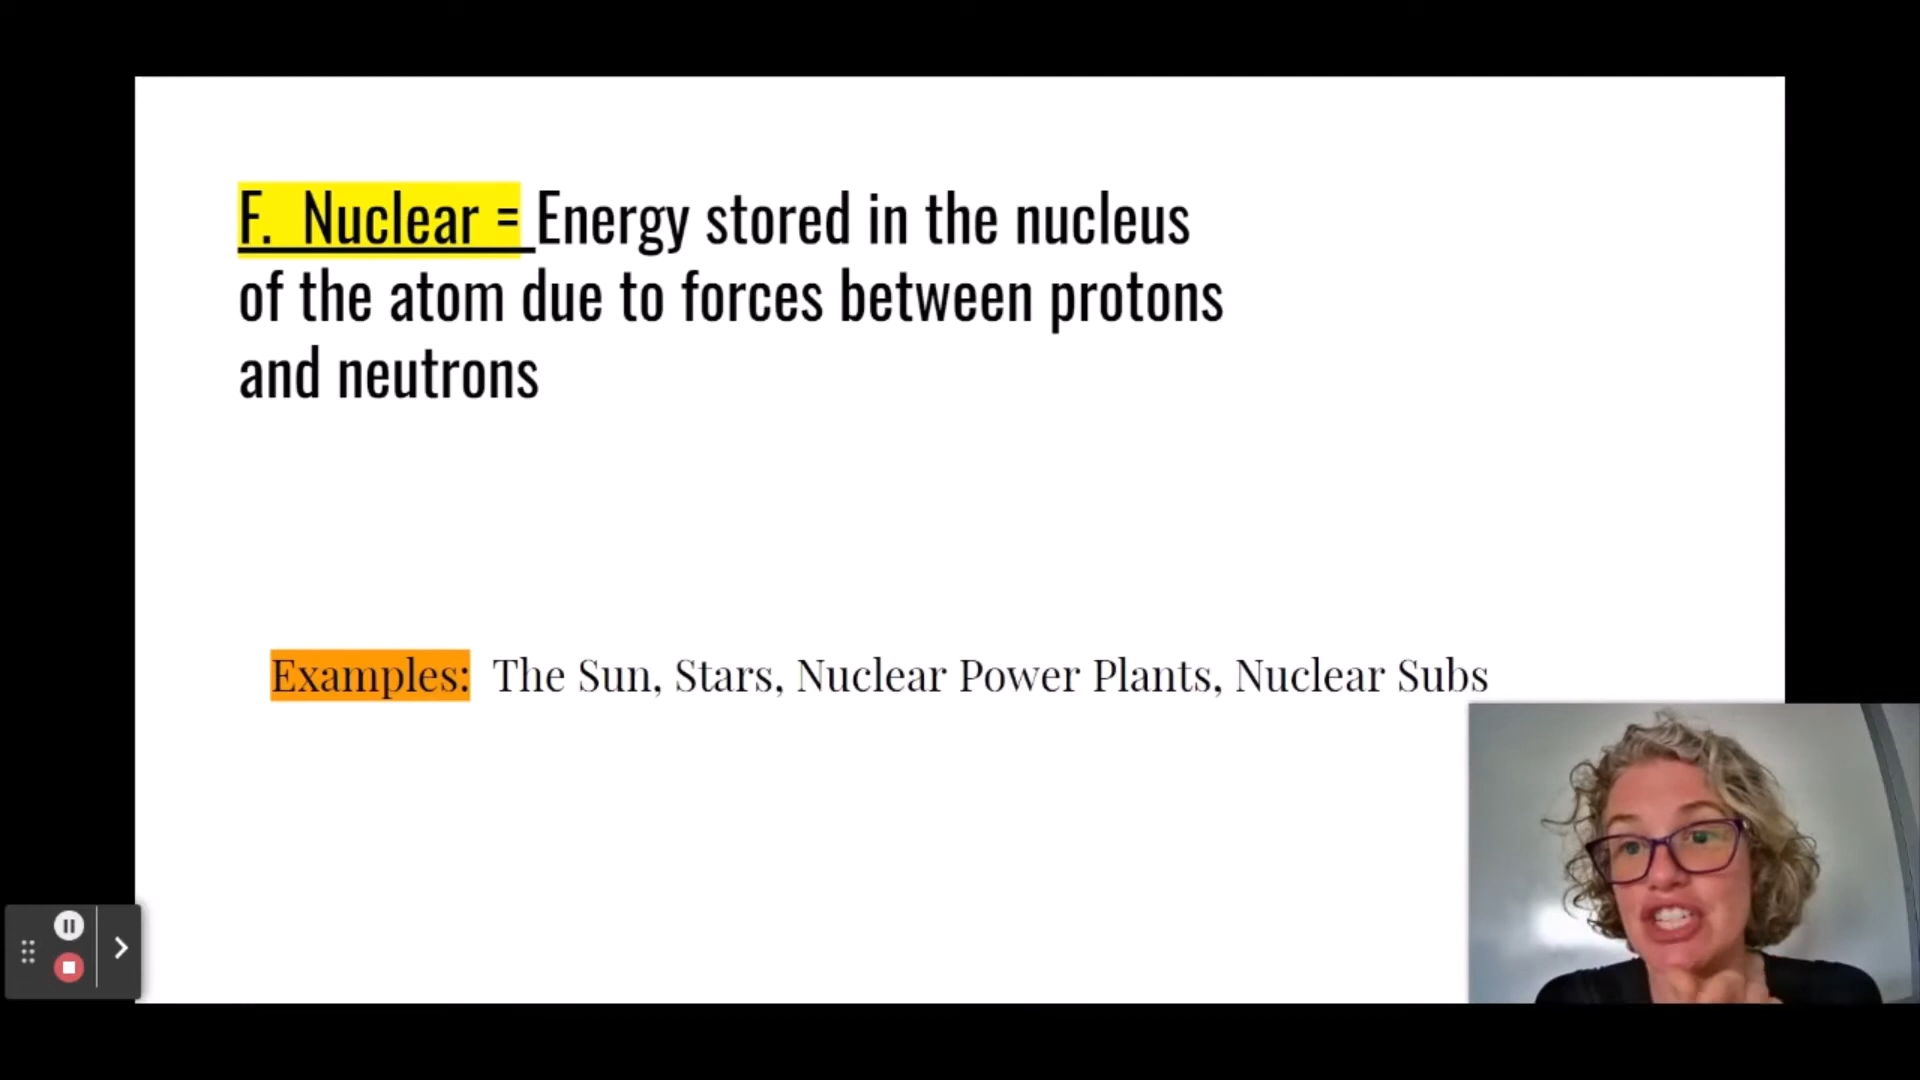 F. Nuclear = Energy stored in the nucleus
of the atom due to forces between protons
and neutrons
Examples: The Sun, Stars, Nuclear Power Plants, Nuclear Subs